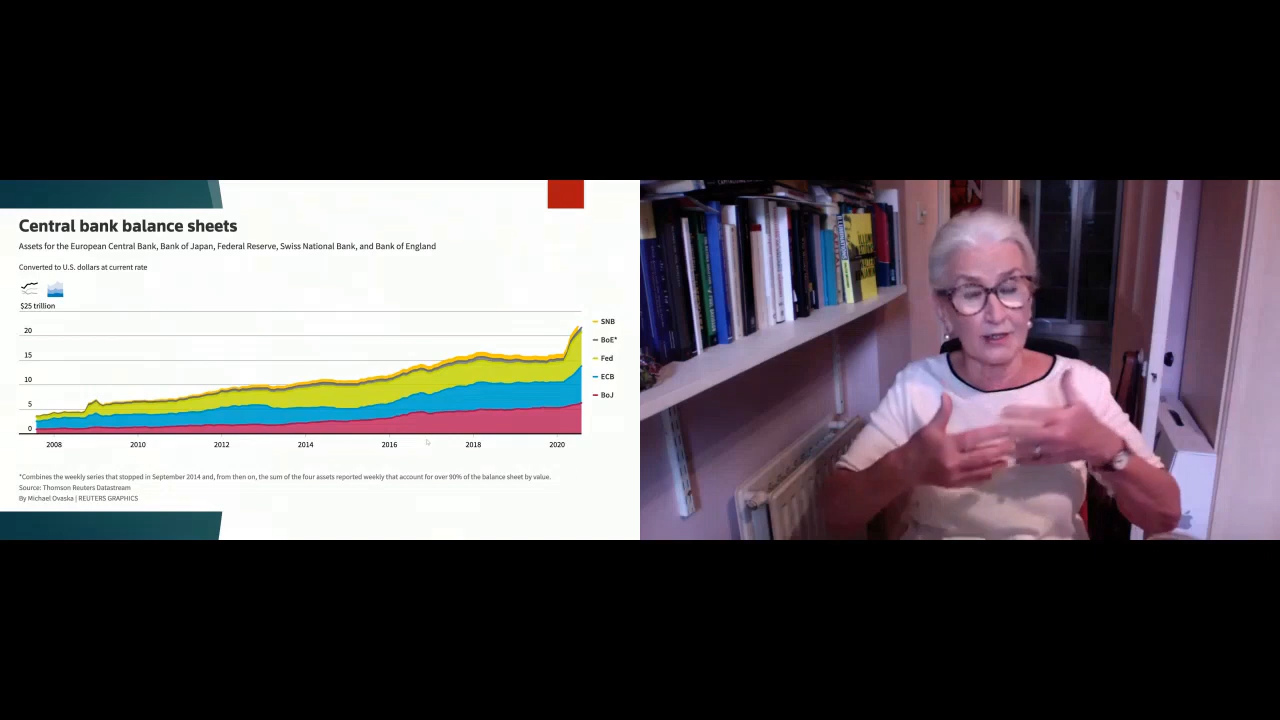 Central bank balance sheets
Assets for the European Central Bank, Bank of Japan, Federal Reserve, Swiss National Bank, and Bank of England
Converted to U.S. dollars at current rate
$25 trillion
20
15
10
5
0
SNB
BoE*
Fed
ECB
BoJ
2008
2010
2012
2014
2016
2018
2020
*Combines the weekly series that stopped in September 2014 and, from then on, the sum of the four assets reported weekly that account for over 90% of the balance sheet by value.
Source: Thomson Reuters Datastream
By Michael Ovaska | REUTERS GRAPHICS